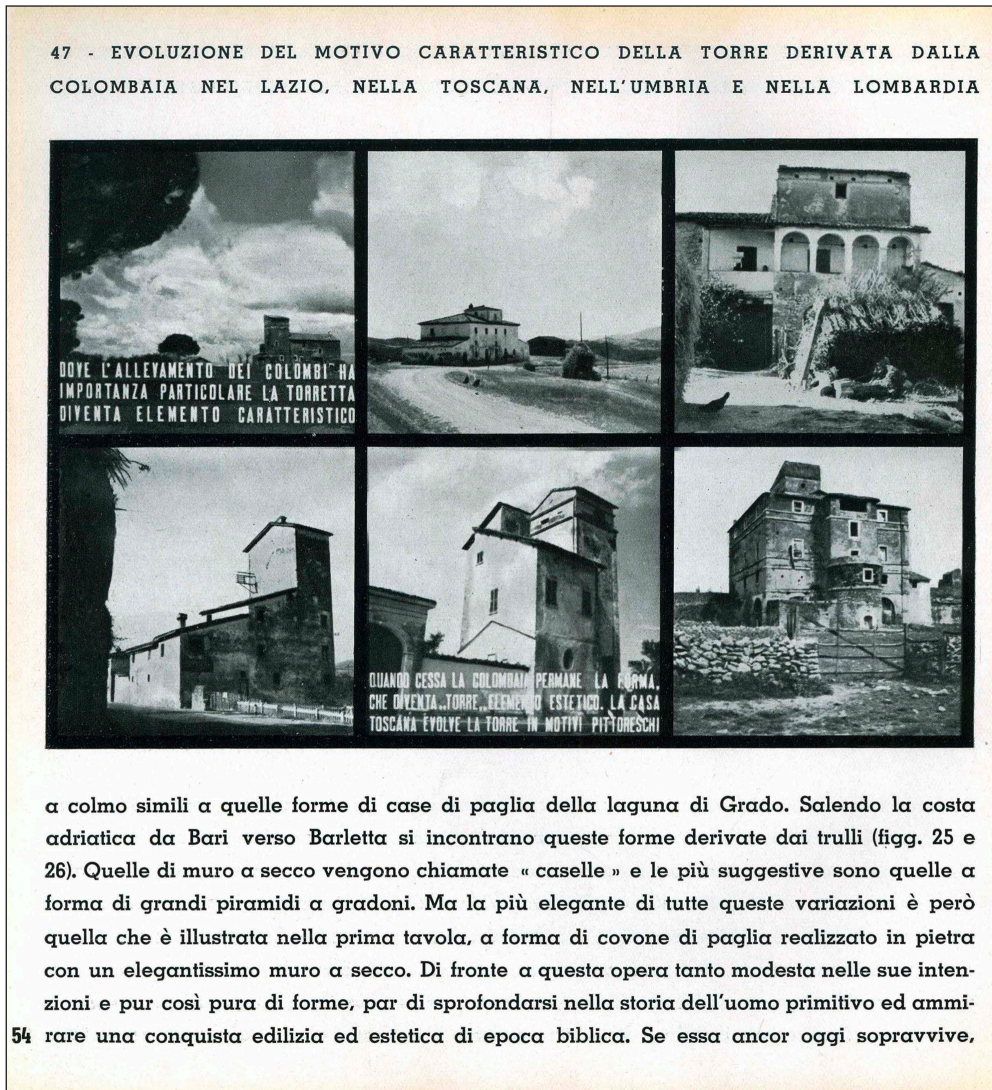 47 - EVOLUZIONE DEL MOTIVO CARATTERISTICO DELLA TORRE DERIVATA DALLA
COLOMBAIA NEL LAZIO, NELLA TOSCANA, NELL'UMBRIA E NELLA LOMBARDIA
DOVE L'ALLEVAMENTO DEI COLOMBI HA
IMPORTANZA PARTICOLARE LA TORRETTA
DIVENTA ELEMENTO CARATTERISTICO
QUANDO CESSA LA COLOMBAIA PERMANE LA FORMA,
CHE DIVENTA „TORRE„ ELEMENTO ESTETICO. LA CASA
TOSCANA EVOLVE LA TORRE IN MOTIVI PITTORESCHI
a colmo simili a quelle forme di case di paglia della laguna di Grado. Salendo la costa
adriatica da Bari verso Barletta si incontrano queste forme derivate dai trulli (figg. 25 e
26). Quelle di muro a secco vengono chiamate « caselle » e le più suggestive sono quelle a
forma di grandi piramidi a gradoni. Ma la più elegante di tutte queste variazioni è però
quella che è illustrata nella prima tavola, a forma di covone di paglia realizzato in pietra
con un elegantissimo muro a secco. Di fronte a questa opera tanto modesta nelle sue inten-
zioni e pur così pura di forme, par di sprofondarsi nella storia dell'uomo primitivo ed ammi-
54 rare una conquista edilizia ed estetica di epoca biblica. Se essa ancor oggi sopravvive,